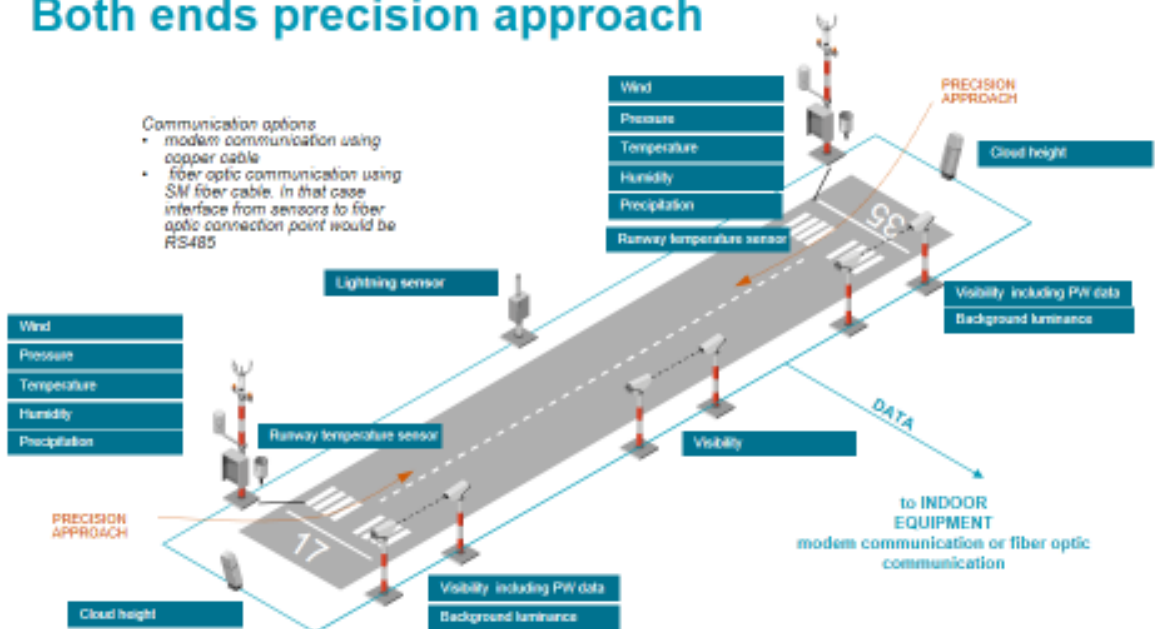 Both ends precision approach
Communication options
• modem communication using
copper cable
• fiber optic communication using
SM fiber cable. In that case
interface from sensors to fiber
optic connection point would be
RS485
Wind
Pressure
Temperature
Humidity
Precipitation
Runway temperature sensor
PRECISION
APPROACH
Cloud height
35
Lightning sensor
Visibility including PW data
Background luminance
Wind
Pressure
Temperature
Humidity
Precipitation
Runway temperature sensor
Visibility
DATA
to INDOOR
EQUIPMENT
modem communication or fiber optic
communication
PRECISION
APPROACH
17
Cloud height
Visibility including PW data
Background luminance